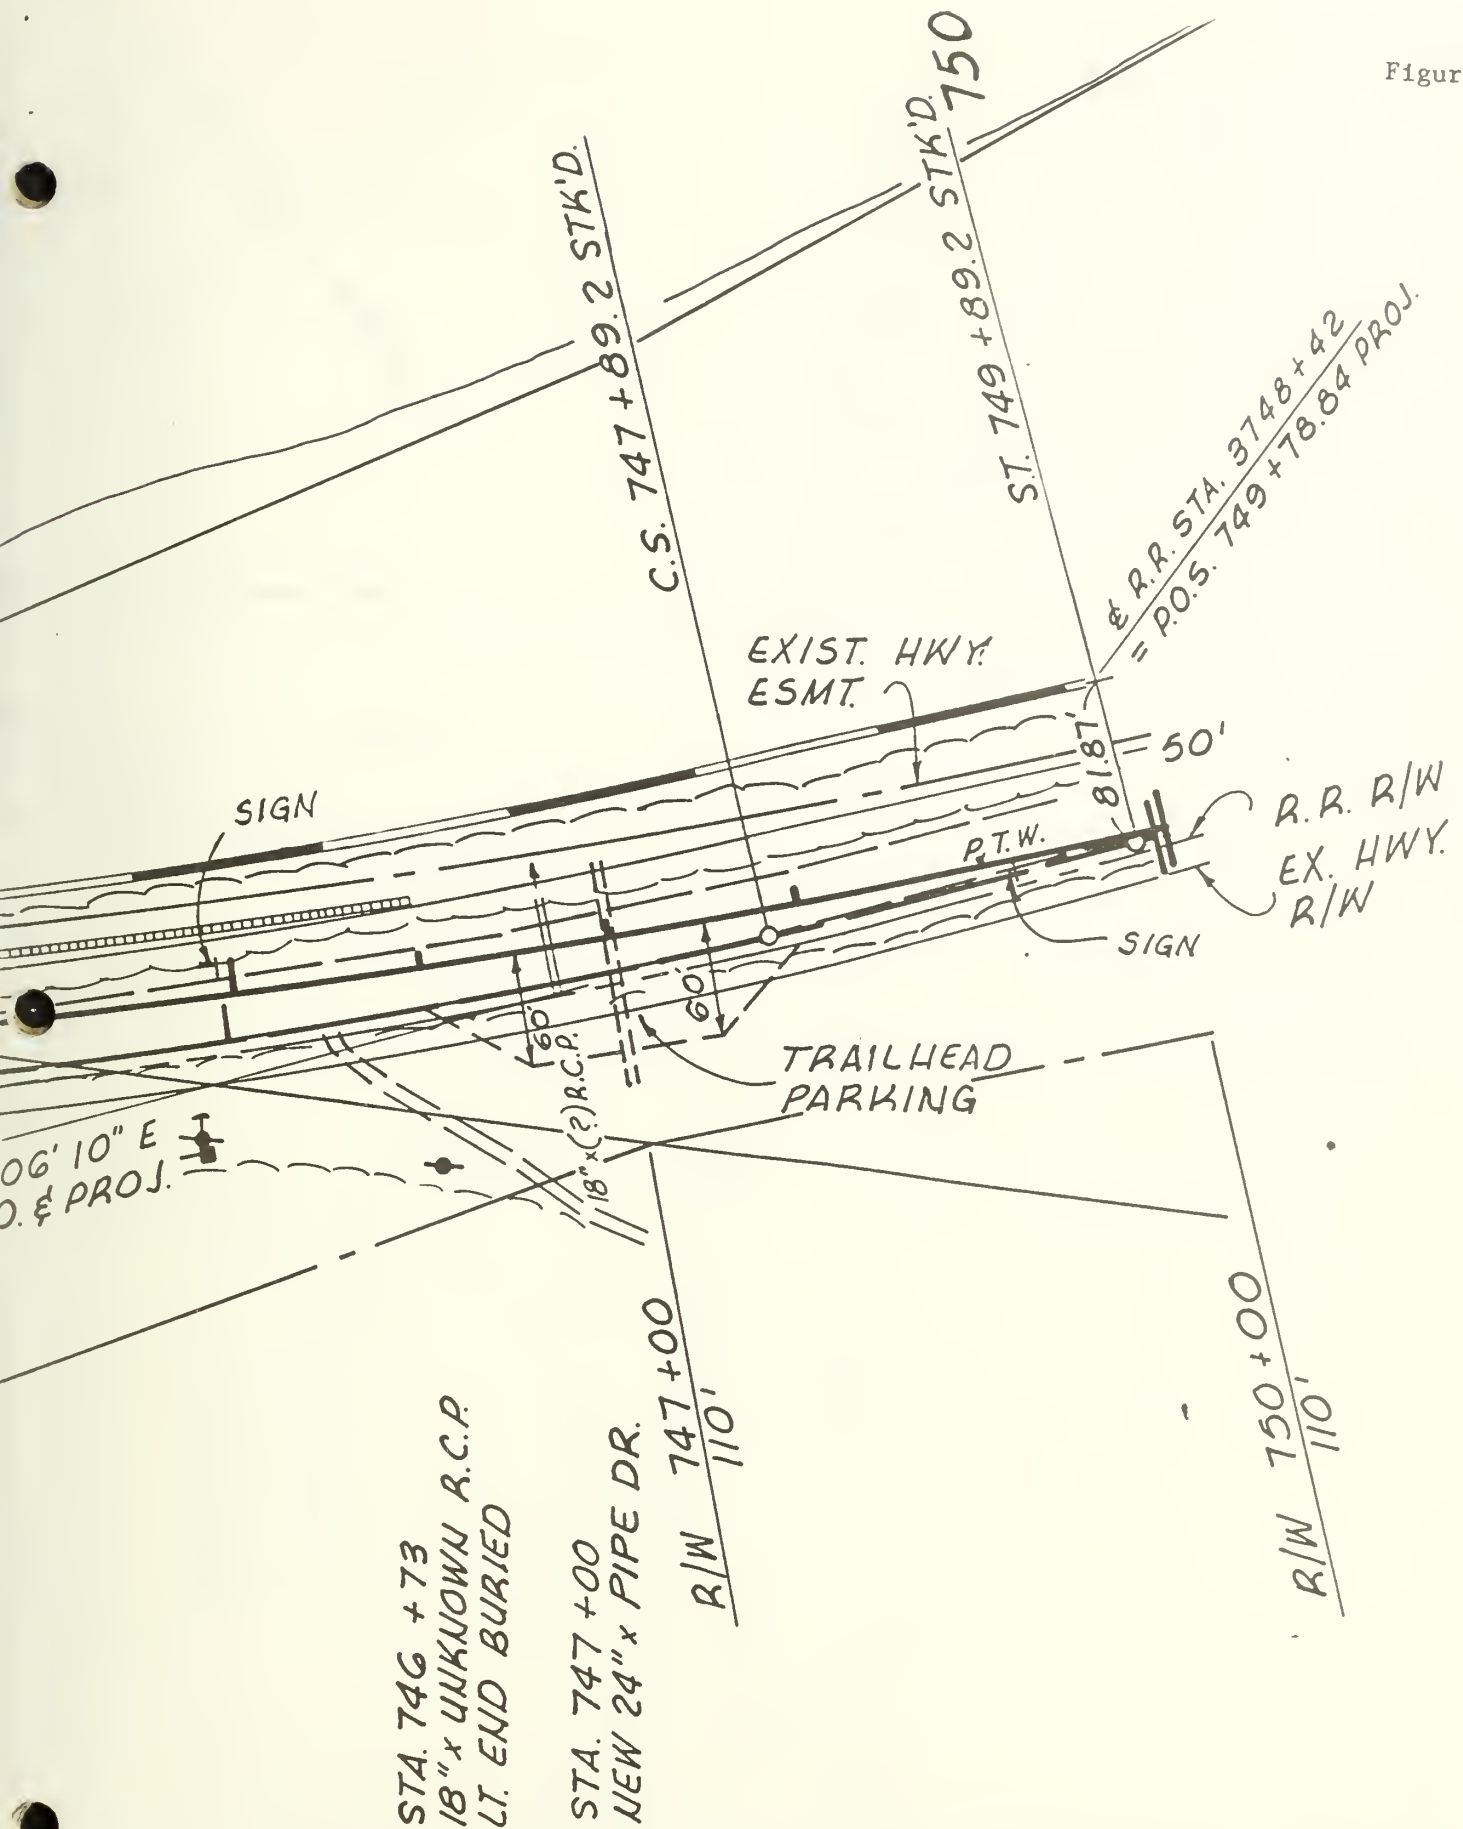 Figur
750
C.S. 747 + 89.2 STK'D.
S.T. 749 + 89.2 STK'D.
℄ R.R. STA. 3748 + 42
= P.O.S. 749 + 78.84 PROJ.
EXIST. HWY.
ESMT.
81.87'
50'
SIGN
P.T.W.
R.R. R/W
EX. HWY.
R/W
SIGN
60'
60'
18" x (?) R.C.P.
TRAILHEAD
PARKING
06' 10" E
O. & PROJ.
STA. 746 + 73
18" x UNKNOWN R.C.P.
LT. END BURIED
STA. 747 + 00
NEW 24" x PIPE DR.
R/W 747 + 00
110'
R/W 750 + 00
110'